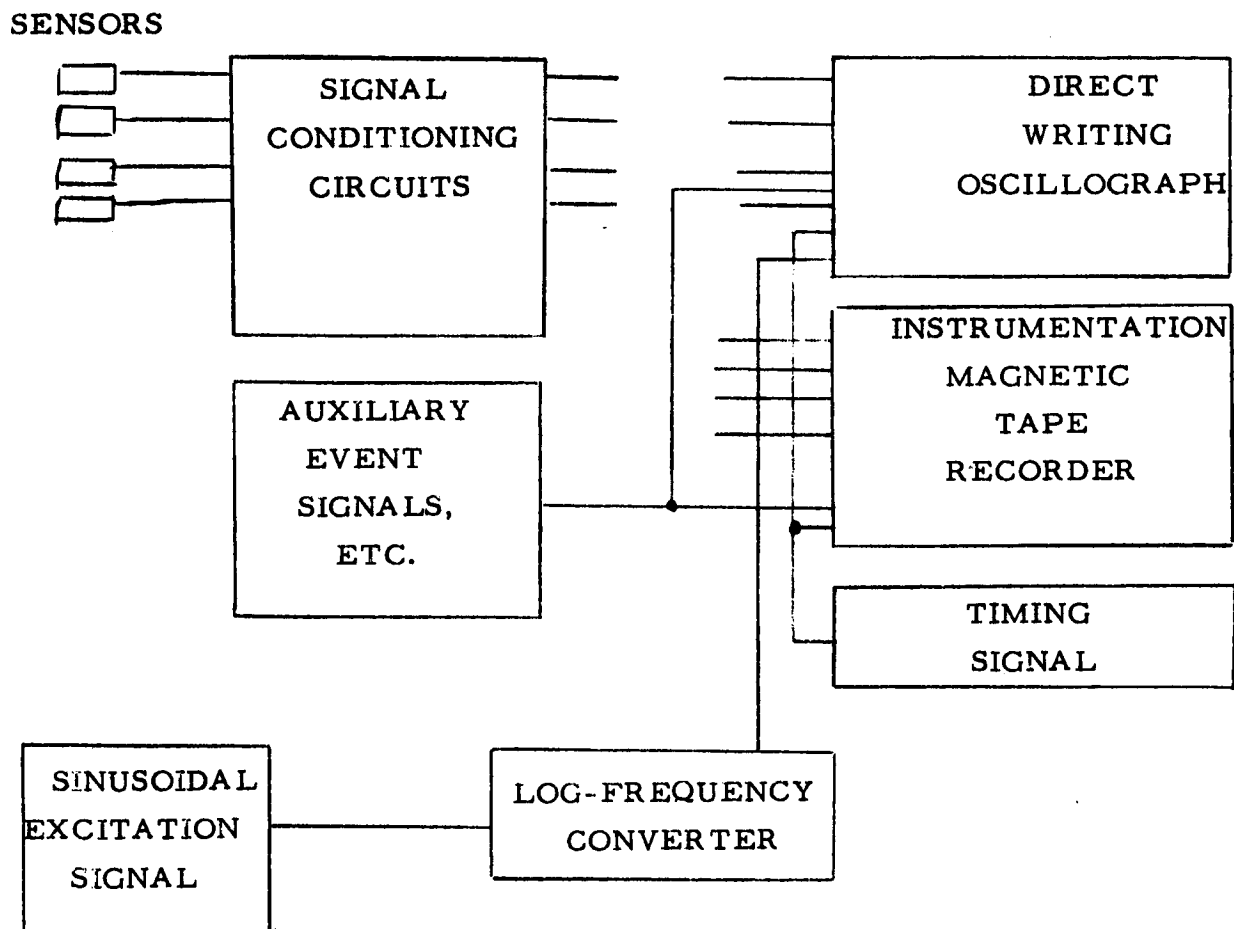 SENSORS
SIGNAL
CONDITIONING
CIRCUITS
DIRECT
WRITING
OSCILLOGRAPH
INSTRUMENTATION
MAGNETIC
TAPE
RECORDER
AUXILIARY
EVENT
SIGNALS,
ETC.
TIMING
SIGNAL
SINUSOIDAL
EXCITATION
SIGNAL
LOG-FREQUENCY
CONVERTER